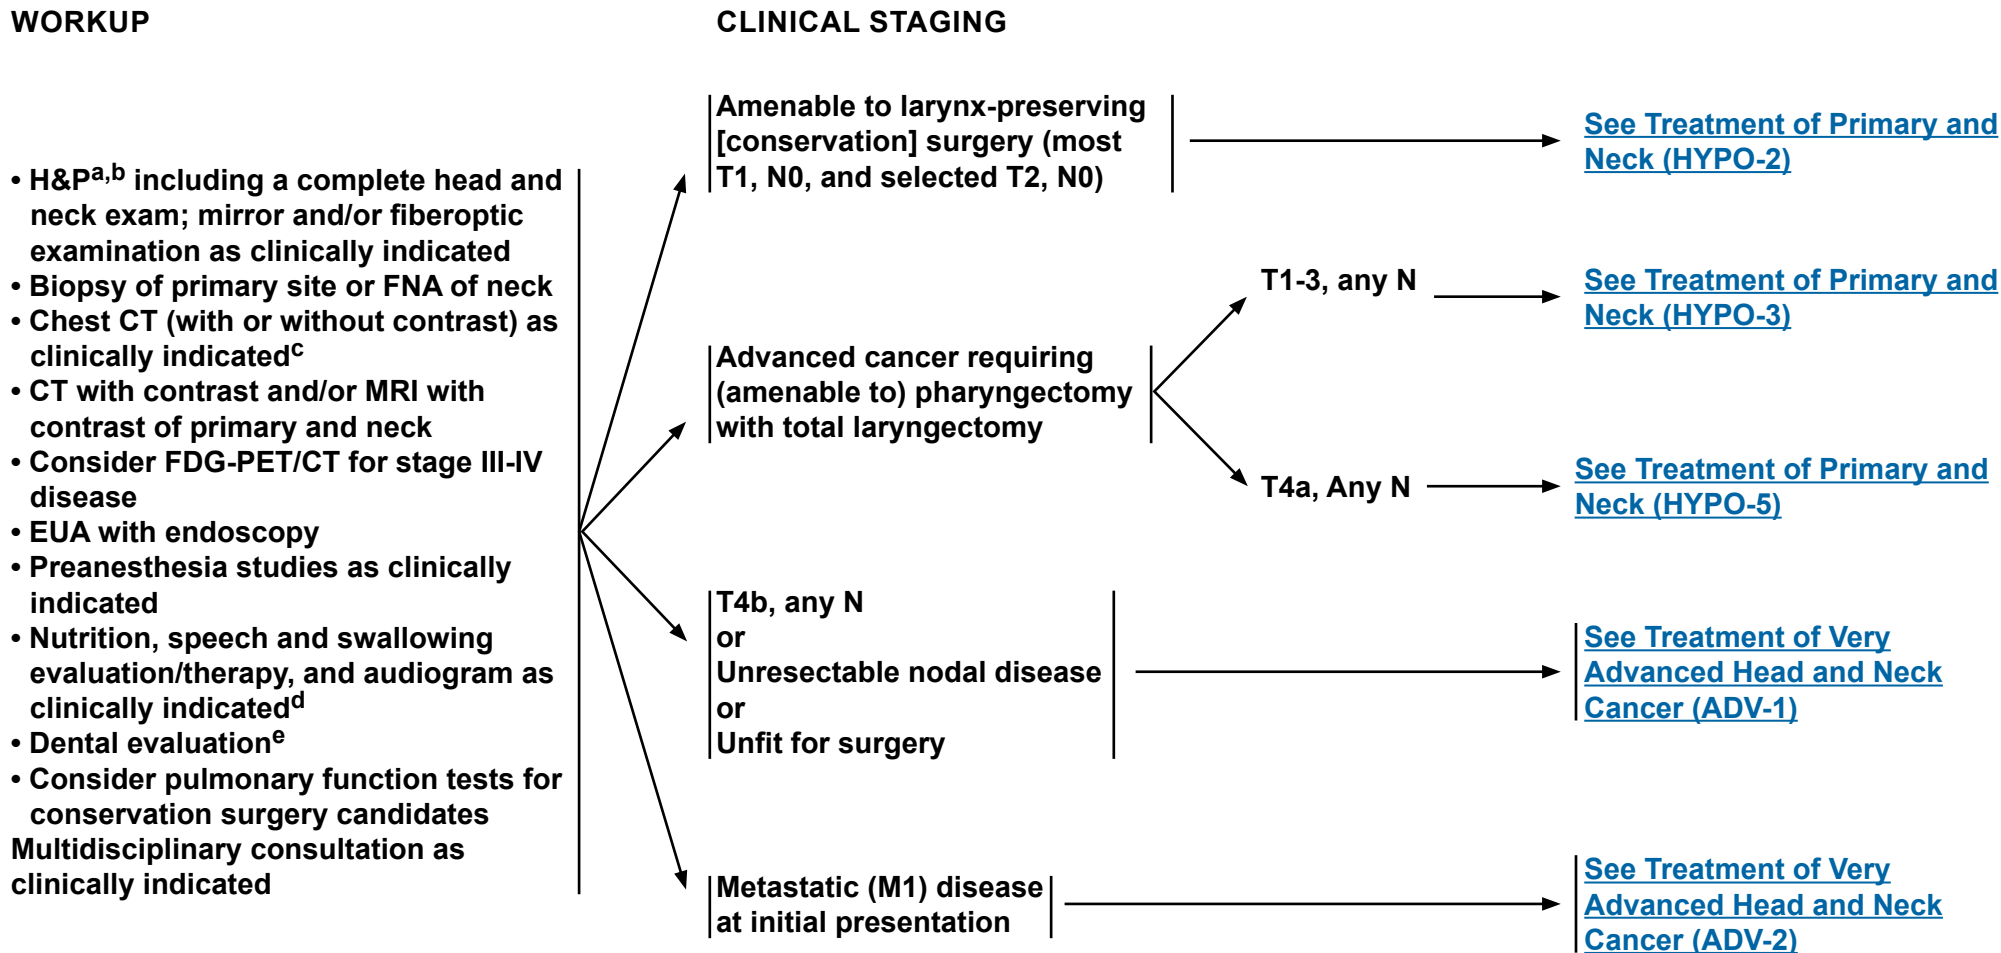 WORKUP
• H&Pa,b including a complete head and
neck exam; mirror and/or fiberoptic
examination as clinically indicated
• Biopsy of primary site or FNA of neck
• Chest CT (with or without contrast) as
clinically indicatedc
• CT with contrast and/or MRI with
contrast of primary and neck
• Consider FDG-PET/CT for stage III-IV
disease
• EUA with endoscopy
• Preanesthesia studies as clinically
indicated
• Nutrition, speech and swallowing
evaluation/therapy, and audiogram as
clinically indicatedd
• Dental evaluatione
• Consider pulmonary function tests for
conservation surgery candidates
Multidisciplinary consultation as
clinically indicated
CLINICAL STAGING
Amenable to larynx-preserving
[conservation] surgery (most
T1, N0, and selected T2, N0)
See Treatment of Primary and
Neck (HYPO-2)
Advanced cancer requiring
(amenable to) pharyngectomy
with total laryngectomy
T1-3, any N
See Treatment of Primary and
Neck (HYPO-3)
T4a, Any N
See Treatment of Primary and
Neck (HYPO-5)
T4b, any N
or
Unresectable nodal disease
or
Unfit for surgery
See Treatment of Very
Advanced Head and Neck
Cancer (ADV-1)
Metastatic (M1) disease
at initial presentation
See Treatment of Very
Advanced Head and Neck
Cancer (ADV-2)